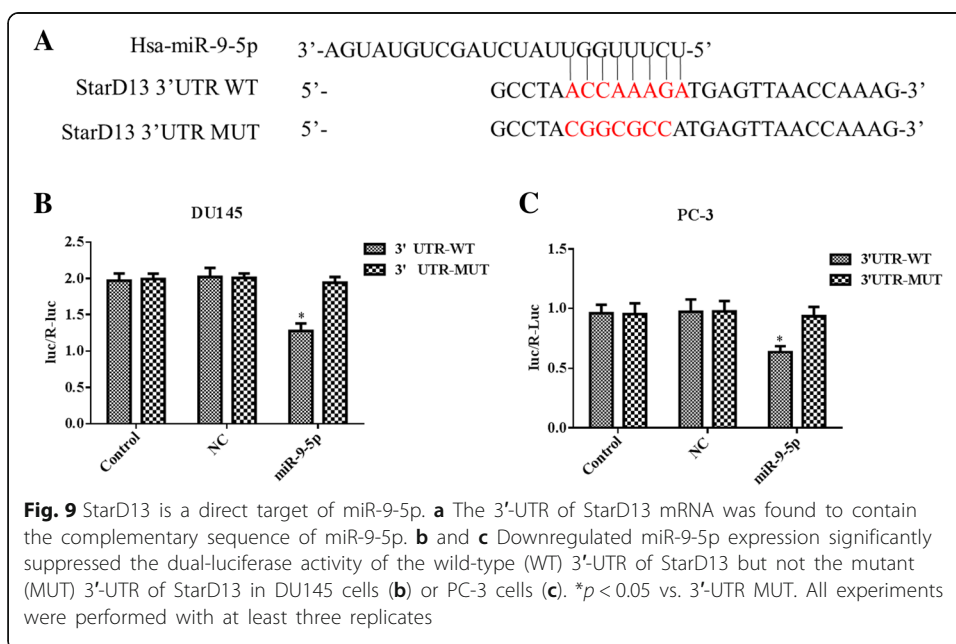 A
Hsa-miR-9-5p 3’-AGUAUGUCGAUCUAUUGGUUUCU-5’
StarD13 3’UTR WT 5’- GCCTAACCAAAGATGAGTTAACCAAAG-3’
StarD13 3’UTR MUT 5’- GCCTACGGCGCCATGAGTTAACCAAAG-3’
B
DU145
3' UTR-WT
3' UTR-MUT
luc/R-luc
2.5
2.0
1.5
1.0
0.5
0.0
*
Control
NC
miR-9-5p
C
PC-3
3'UTR-WT
3'UTR-MUT
luc/R-Luc
1.5
1.0
0.5
0.0
*
Control
NC
miR-9-5p
Fig. 9 StarD13 is a direct target of miR-9-5p. a The 3′-UTR of StarD13 mRNA was found to contain
the complementary sequence of miR-9-5p. b and c Downregulated miR-9-5p expression significantly
suppressed the dual-luciferase activity of the wild-type (WT) 3′-UTR of StarD13 but not the mutant
(MUT) 3′-UTR of StarD13 in DU145 cells (b) or PC-3 cells (c). *p < 0.05 vs. 3′-UTR MUT. All experiments
were performed with at least three replicates